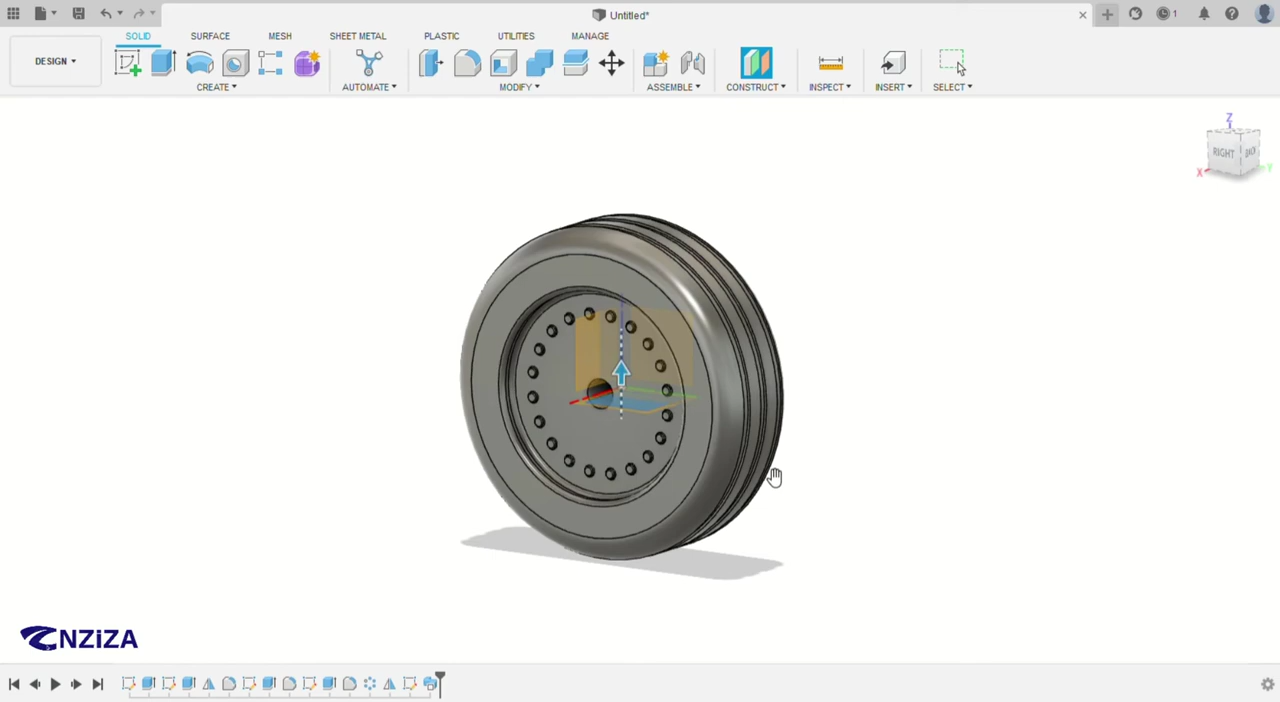 Untitled*
1
DESIGN
SOLID
SURFACE
MESH
SHEET METAL
PLASTIC
UTILITIES
MANAGE
CREATE
AUTOMATE
MODIFY
ASSEMBLE
CONSTRUCT
INSPECT
INSERT
SELECT
Z
RIGHT
X
Y
NZiZA